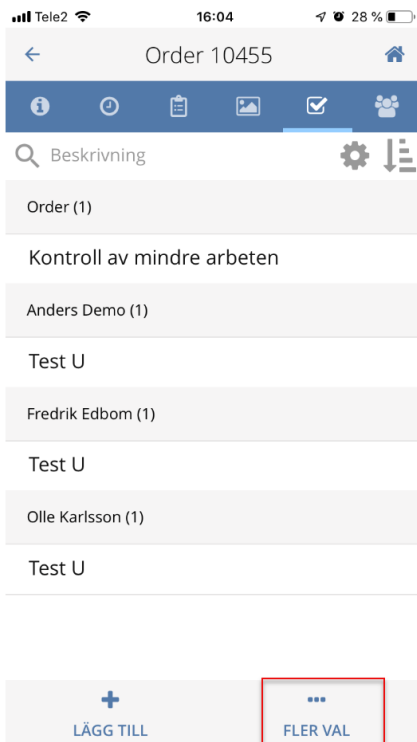 Tele2 16:04 28 %
Order 10455
Beskrivning
Order (1)
Kontroll av mindre arbeten
Anders Demo (1)
Test U
Fredrik Edbom (1)
Test U
Olle Karlsson (1)
Test U
LÄGG TILL FLER VAL